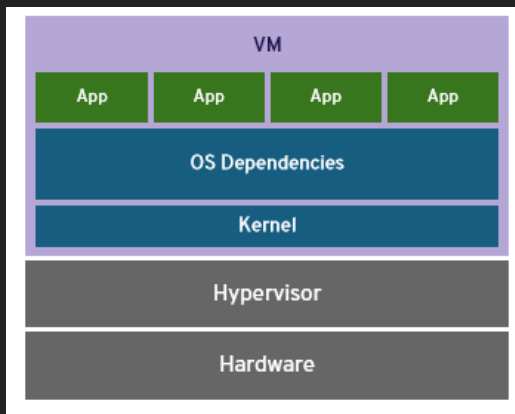 VM
App App App App
OS Dependencies
Kernel
Hypervisor
Hardware